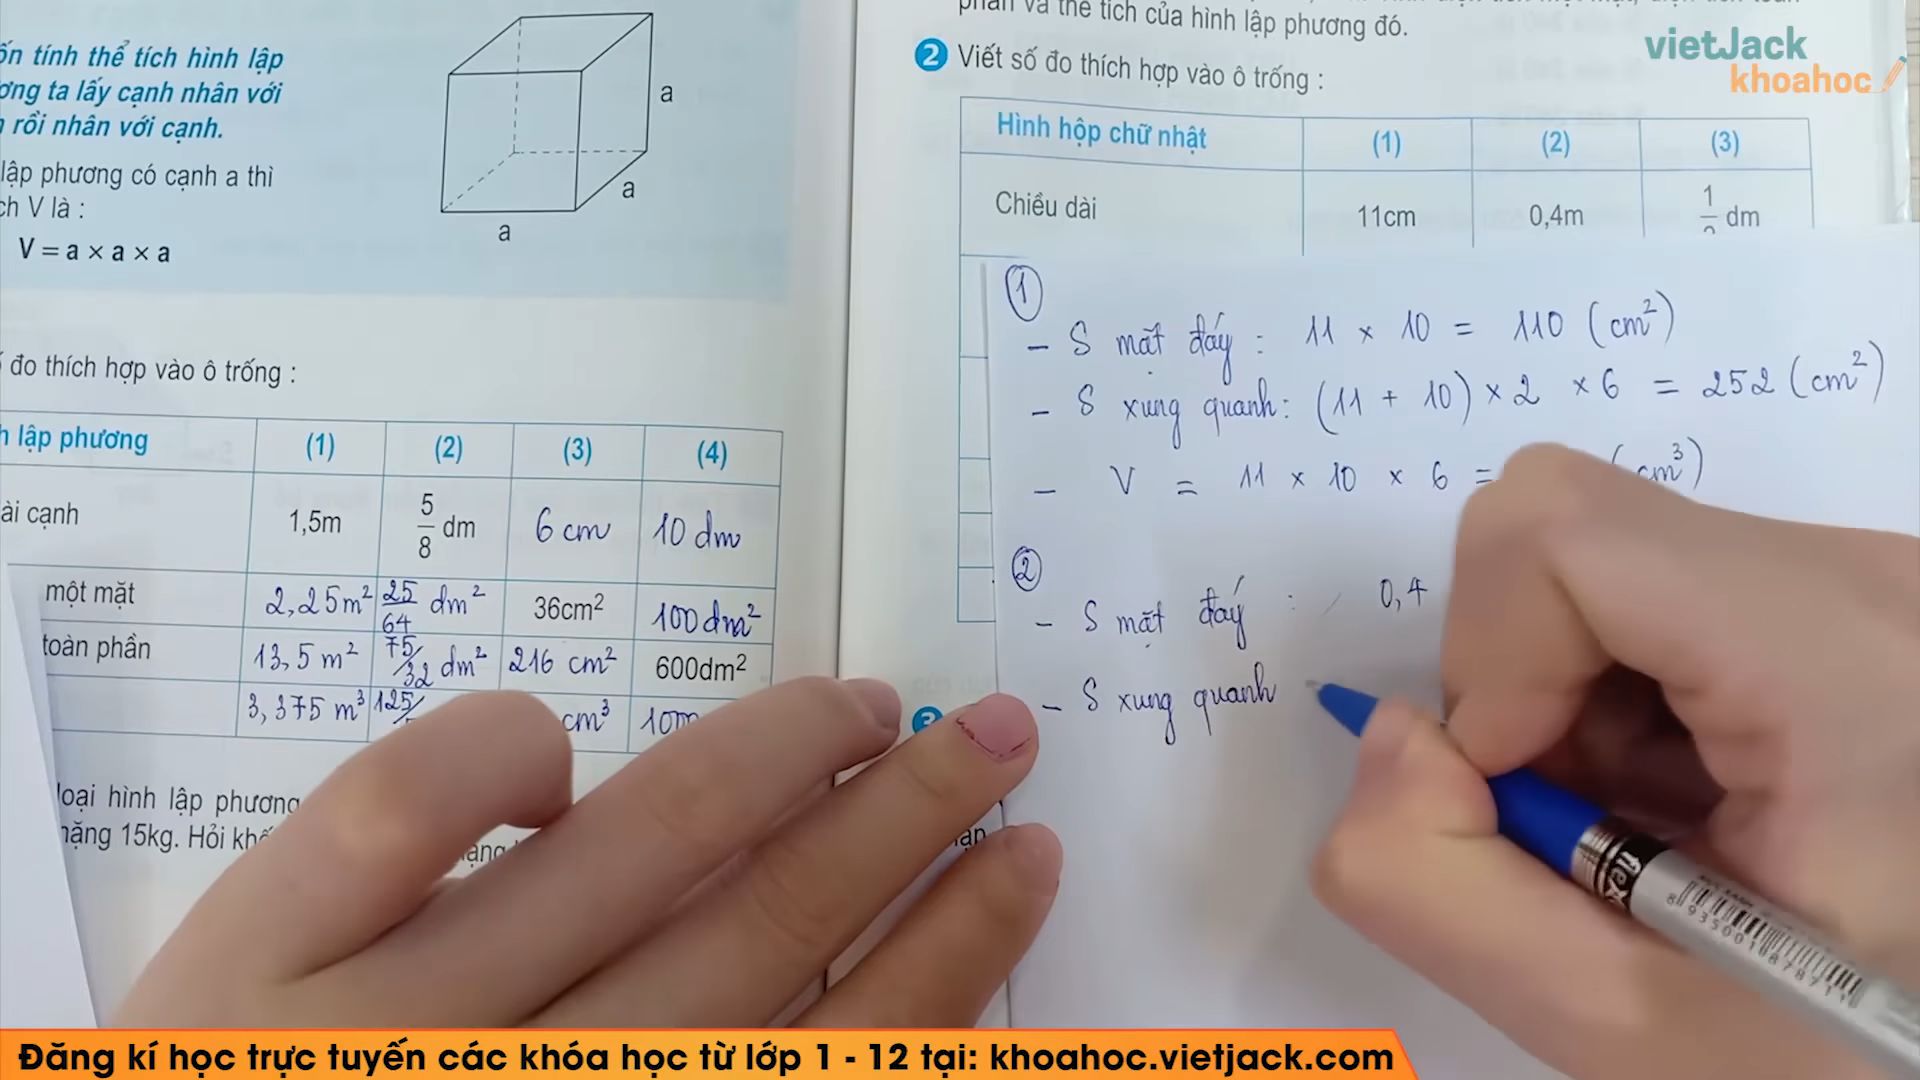 ốn tính thể tích hình lập
ơng ta lấy cạnh nhân với
rồi nhân với cạnh.
lập phương có cạnh a thì
ch V là :
V = a × a × a
a
a
a
đo thích hợp vào ô trống :
lập phương (1) (2) (3) (4)
ài cạnh 1,5m 5/8 dm 6 cm 10 dm
một mặt 2,25m² 25/64 dm² 36cm² 100dm²
toàn phần 13,5 m² 75/32 dm² 216 cm² 600dm²
3,375 m³ 125/ cm³
loại hình lập phương
nặng 15kg. Hỏi
phần và thể tích của hình lập phương đó.
2 Viết số đo thích hợp vào ô trống :
Hình hộp chữ nhật (1) (2) (3)
Chiều dài 11cm 0,4m 1 dm
1
- S mặt đáy : 11 × 10 = 110 (cm²)
- S xung quanh: (11 + 10) × 2 × 6 = 252 (cm²)
- V = 11 × 10 × 6 = (cm³)
2
- S mặt đáy : 0,4
- S xung quanh
3
vietJack
khoahoc
flex
8935001878711
Đăng kí học trực tuyến các khóa học từ lớp 1 - 12 tại: khoahoc.vietjack.com